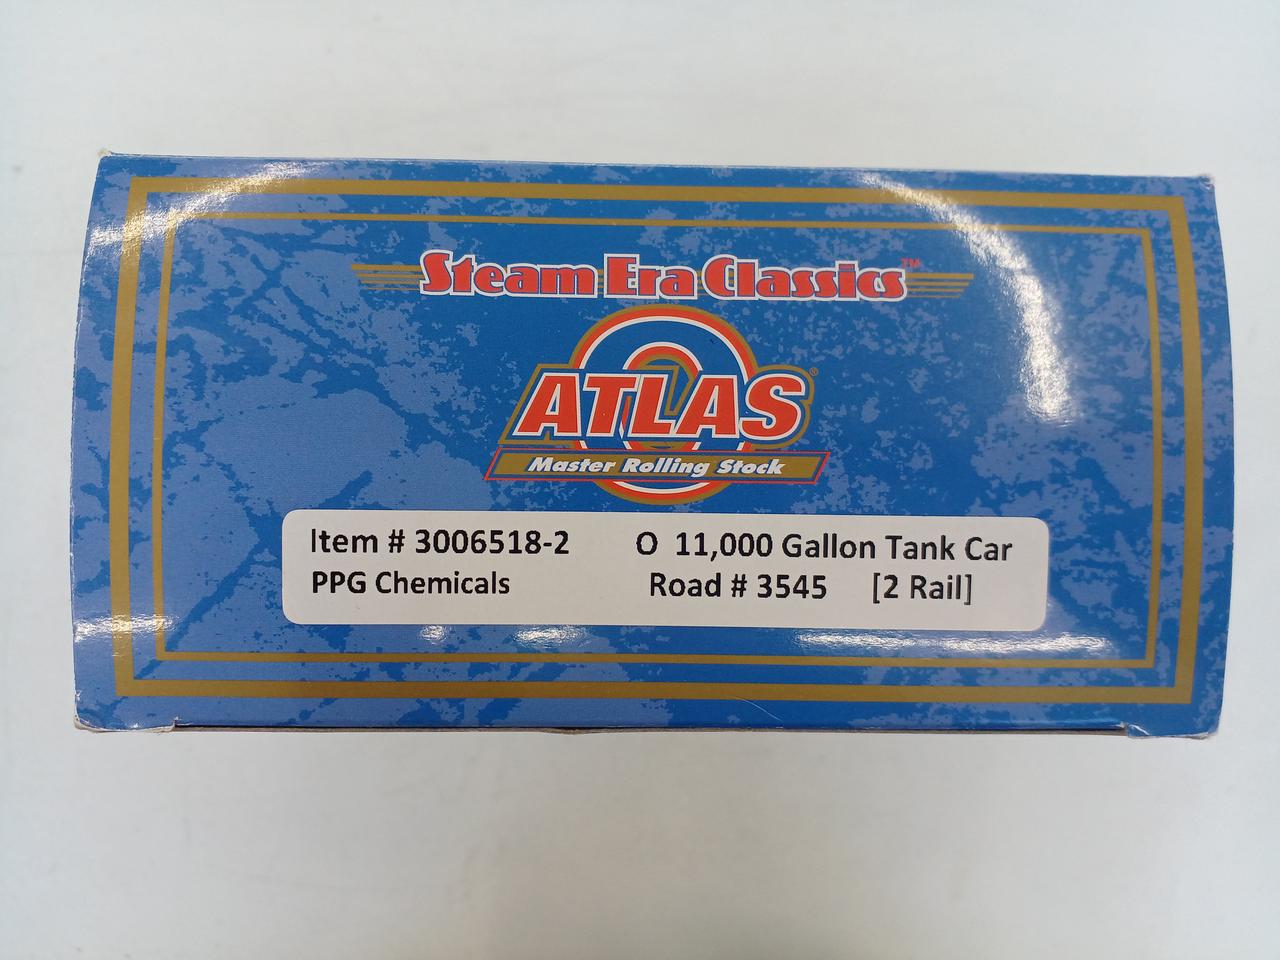 Steam Era Classics™
ATLAS®
O
Master Rolling Stock
Item # 3006518-2 O 11,000 Gallon Tank Car
PPG Chemicals Road # 3545 [2 Rail]